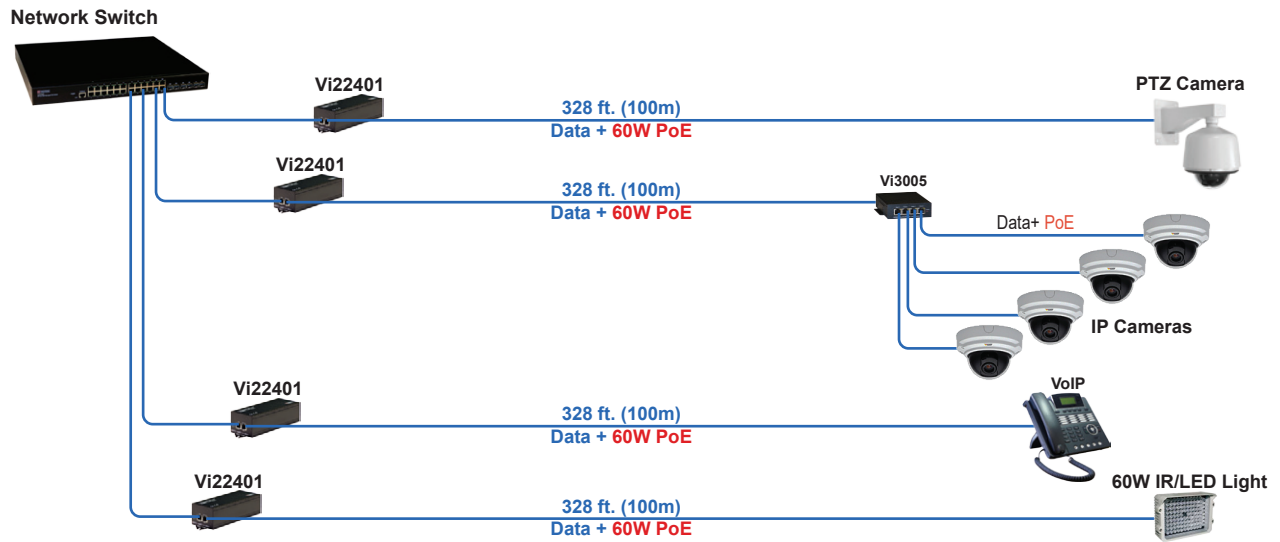 Network Switch
Vi22401
328 ft. (100m)
Data + 60W PoE
PTZ Camera
Vi22401
328 ft. (100m)
Data + 60W PoE
Vi3005
Data+ PoE
IP Cameras
Vi22401
328 ft. (100m)
Data + 60W PoE
VoIP
Vi22401
328 ft. (100m)
Data + 60W PoE
60W IR/LED Light